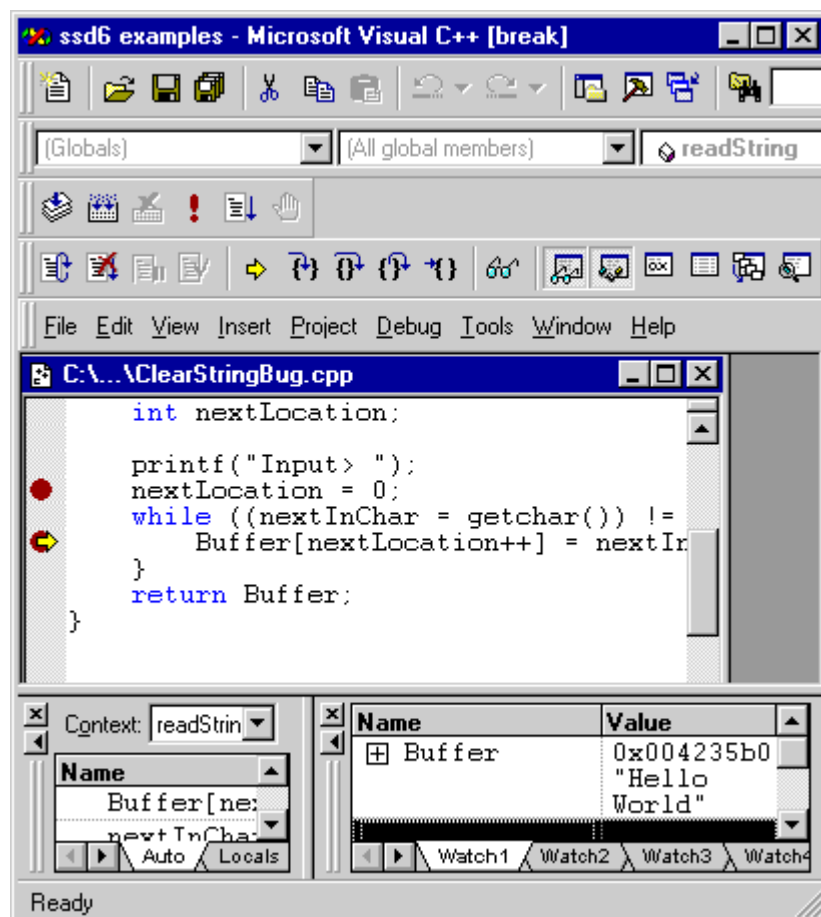 ssd6 examples - Microsoft Visual C++ [break]
(Globals)
(All global members)
readString
File Edit View Insert Project Debug Tools Window Help
C:\...\ClearStringBug.cpp
int nextLocation;
printf("Input> ");
nextLocation = 0;
while ((nextInChar = getchar()) !=
Buffer[nextLocation++] = nextIn
}
return Buffer;
}
Context: readStrin
Name
Buffer[nex
nextInCha
Auto Locals
Name Value
Buffer 0x004235b0
"Hello
World"
Watch1 Watch2 Watch3 Watch4
Ready